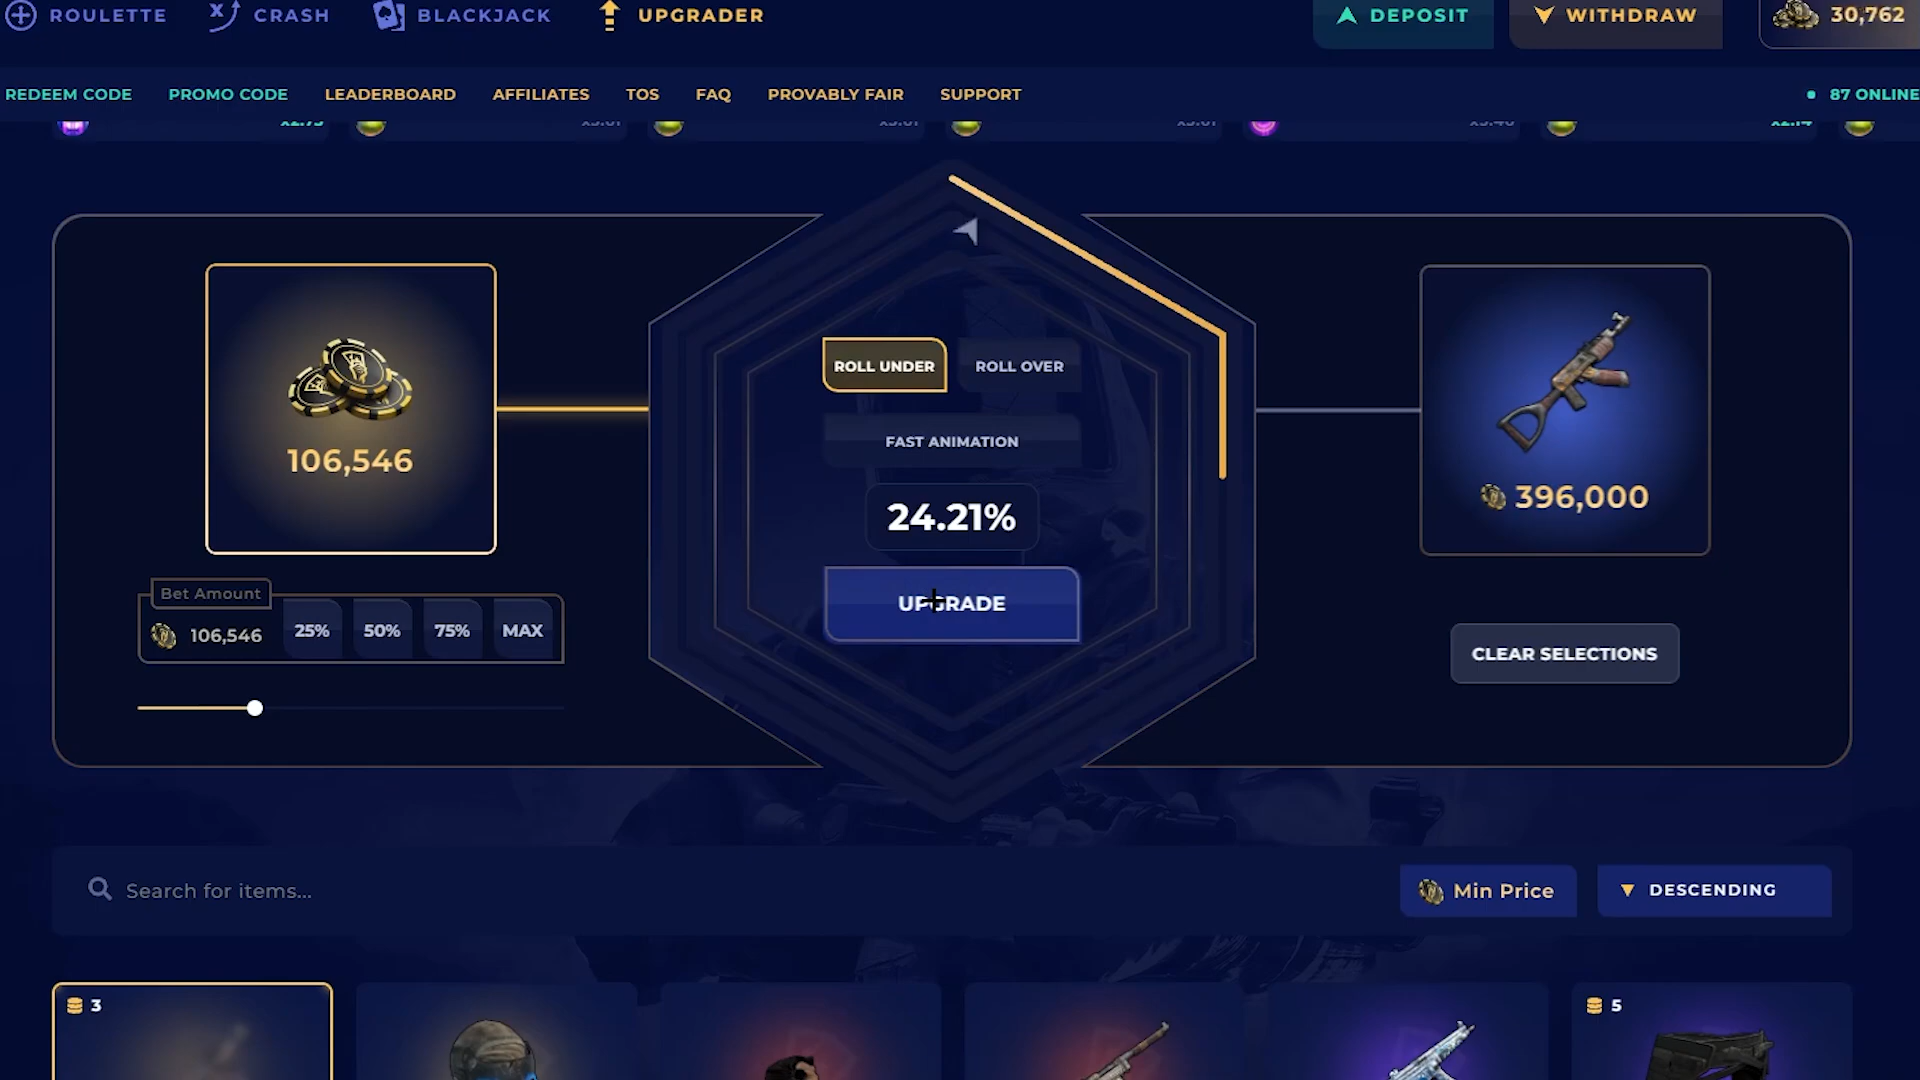 ROULETTE CRASH BLACKJACK UPGRADER DEPOSIT WITHDRAW 30,762
REDEEM CODE PROMO CODE LEADERBOARD AFFILIATES TOS FAQ PROVABLY FAIR SUPPORT 87 ONLINE
ROLL UNDER ROLL OVER
FAST ANIMATION
24.21%
UPGRADE
106,546
Bet Amount
106,546 25% 50% 75% MAX
396,000
CLEAR SELECTIONS
Search for items... Min Price DESCENDING
3 5